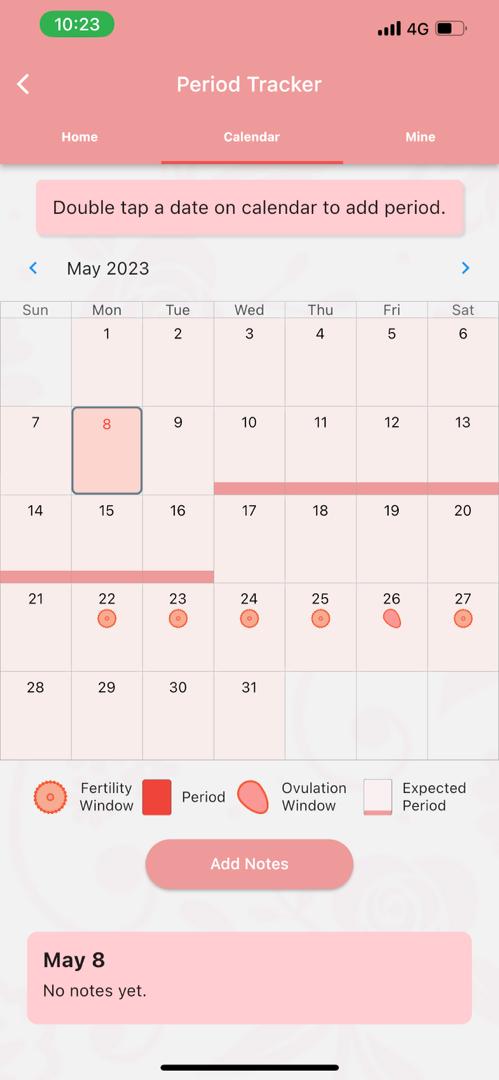 10:23
4G
Period Tracker
Home Calendar Mine
Double tap a date on calendar to add period.
May 2023
Sun Mon Tue Wed Thu Fri Sat
1 2 3 4 5 6
7 8 9 10 11 12 13
14 15 16 17 18 19 20
21 22 23 24 25 26 27
28 29 30 31
Fertility
Window
Period
Ovulation
Window
Expected
Period
Add Notes
May 8
No notes yet.